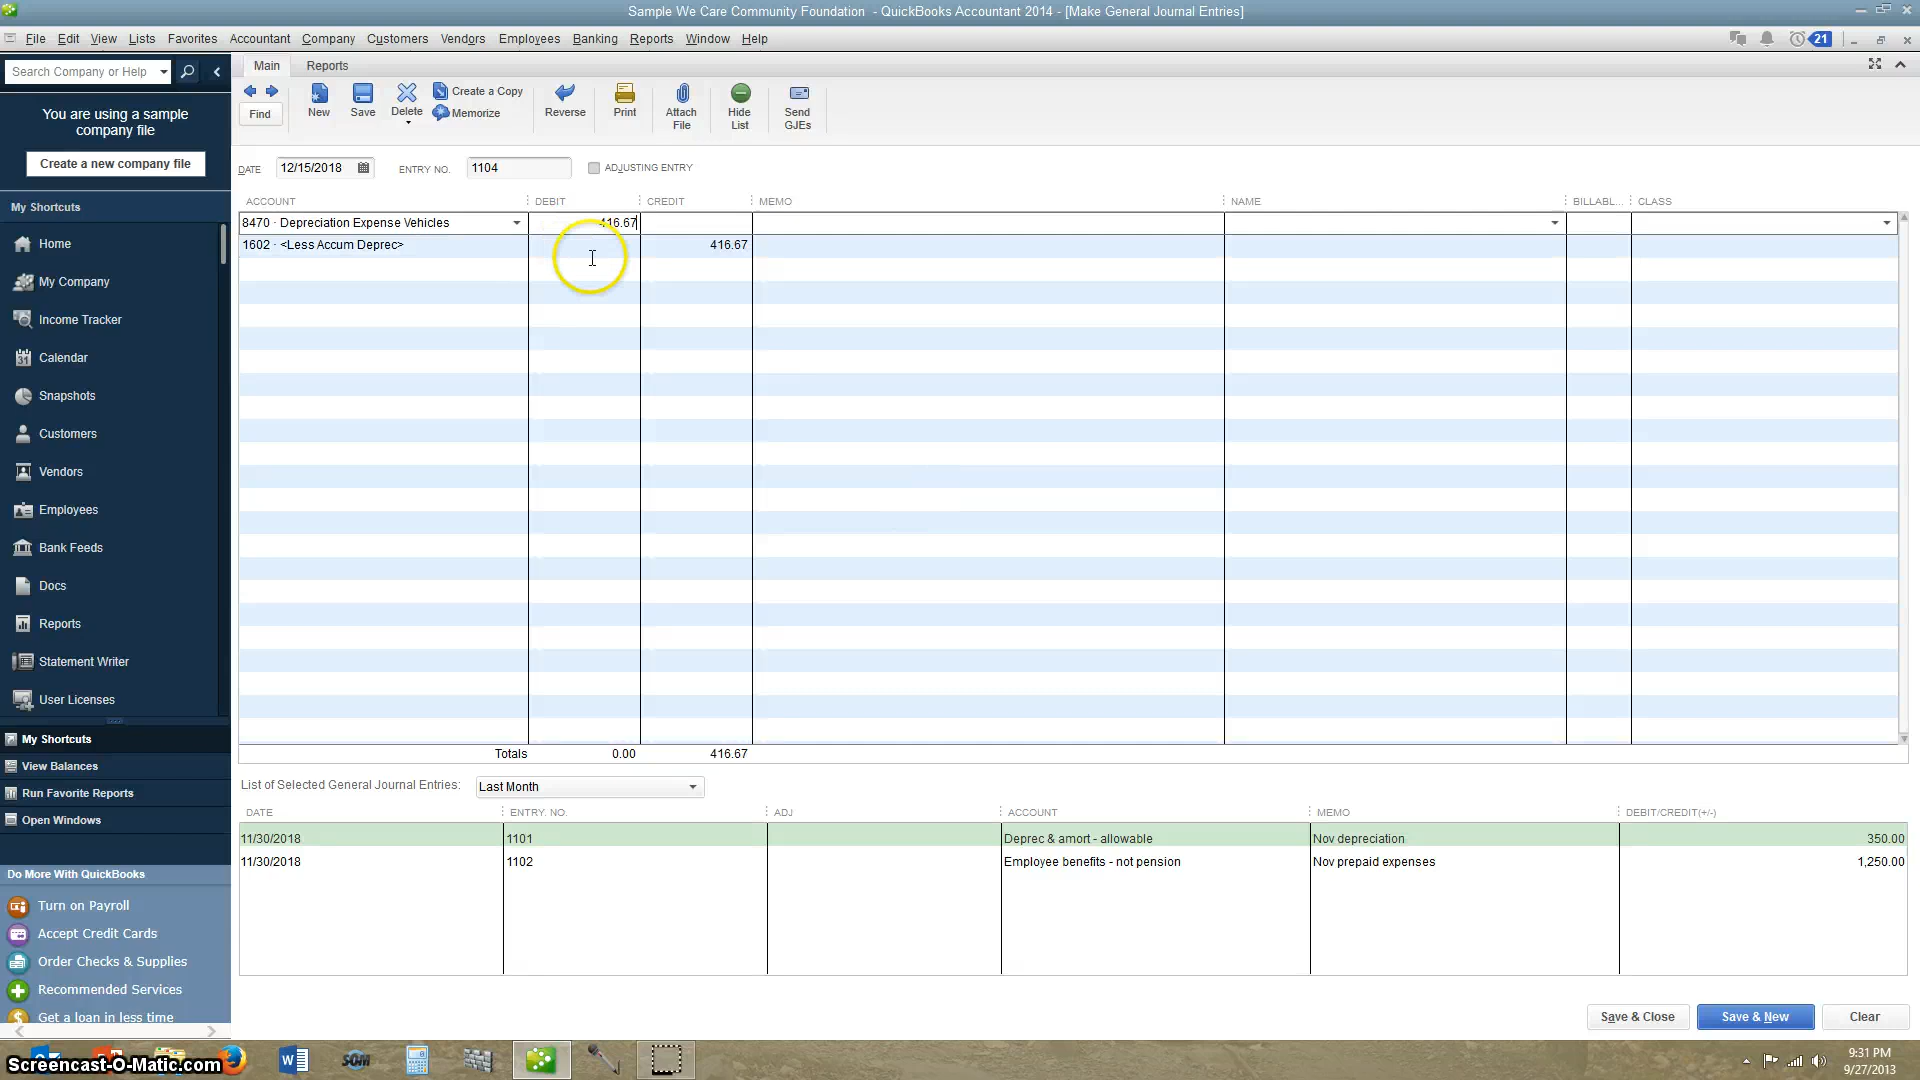 Sample We Care Community Foundation - QuickBooks Accountant 2014 - [Make General Journal Entries]
File Edit View Lists Favorites Accountant Company Customers Vendors Employees Banking Reports Window Help
21
Search Company or Help
Main Reports
You are using a sample
company file
Create a new company file
Find
New
Save
Delete
Create a Copy
Memorize
Reverse
Print
Attach
File
Hide
List
Send
GJEs
DATE 12/15/2018 ENTRY NO. 1104 ADJUSTING ENTRY
ACCOUNT DEBIT CREDIT MEMO NAME BILLABL... CLASS
8470 · Depreciation Expense Vehicles 416.67
1602 · <Less Accum Deprec> 416.67
Totals 0.00 416.67
My Shortcuts
Home
My Company
Income Tracker
31
Calendar
Snapshots
Customers
Vendors
Employees
Bank Feeds
Docs
Reports
Statement Writer
User Licenses
My Shortcuts
View Balances
Run Favorite Reports
Open Windows
Do More With QuickBooks
Turn on Payroll
Accept Credit Cards
Order Checks & Supplies
Recommended Services
Get a loan in less time
List of Selected General Journal Entries: Last Month
DATE ENTRY. NO. ADJ ACCOUNT MEMO DEBIT/CREDIT(+/-)
11/30/2018 1101 Deprec & amort - allowable Nov depreciation 350.00
11/30/2018 1102 Employee benefits - not pension Nov prepaid expenses 1,250.00
Save & Close Save & New Clear
Screencast-O-Matic.com
SOM
9:31 PM
9/27/2013